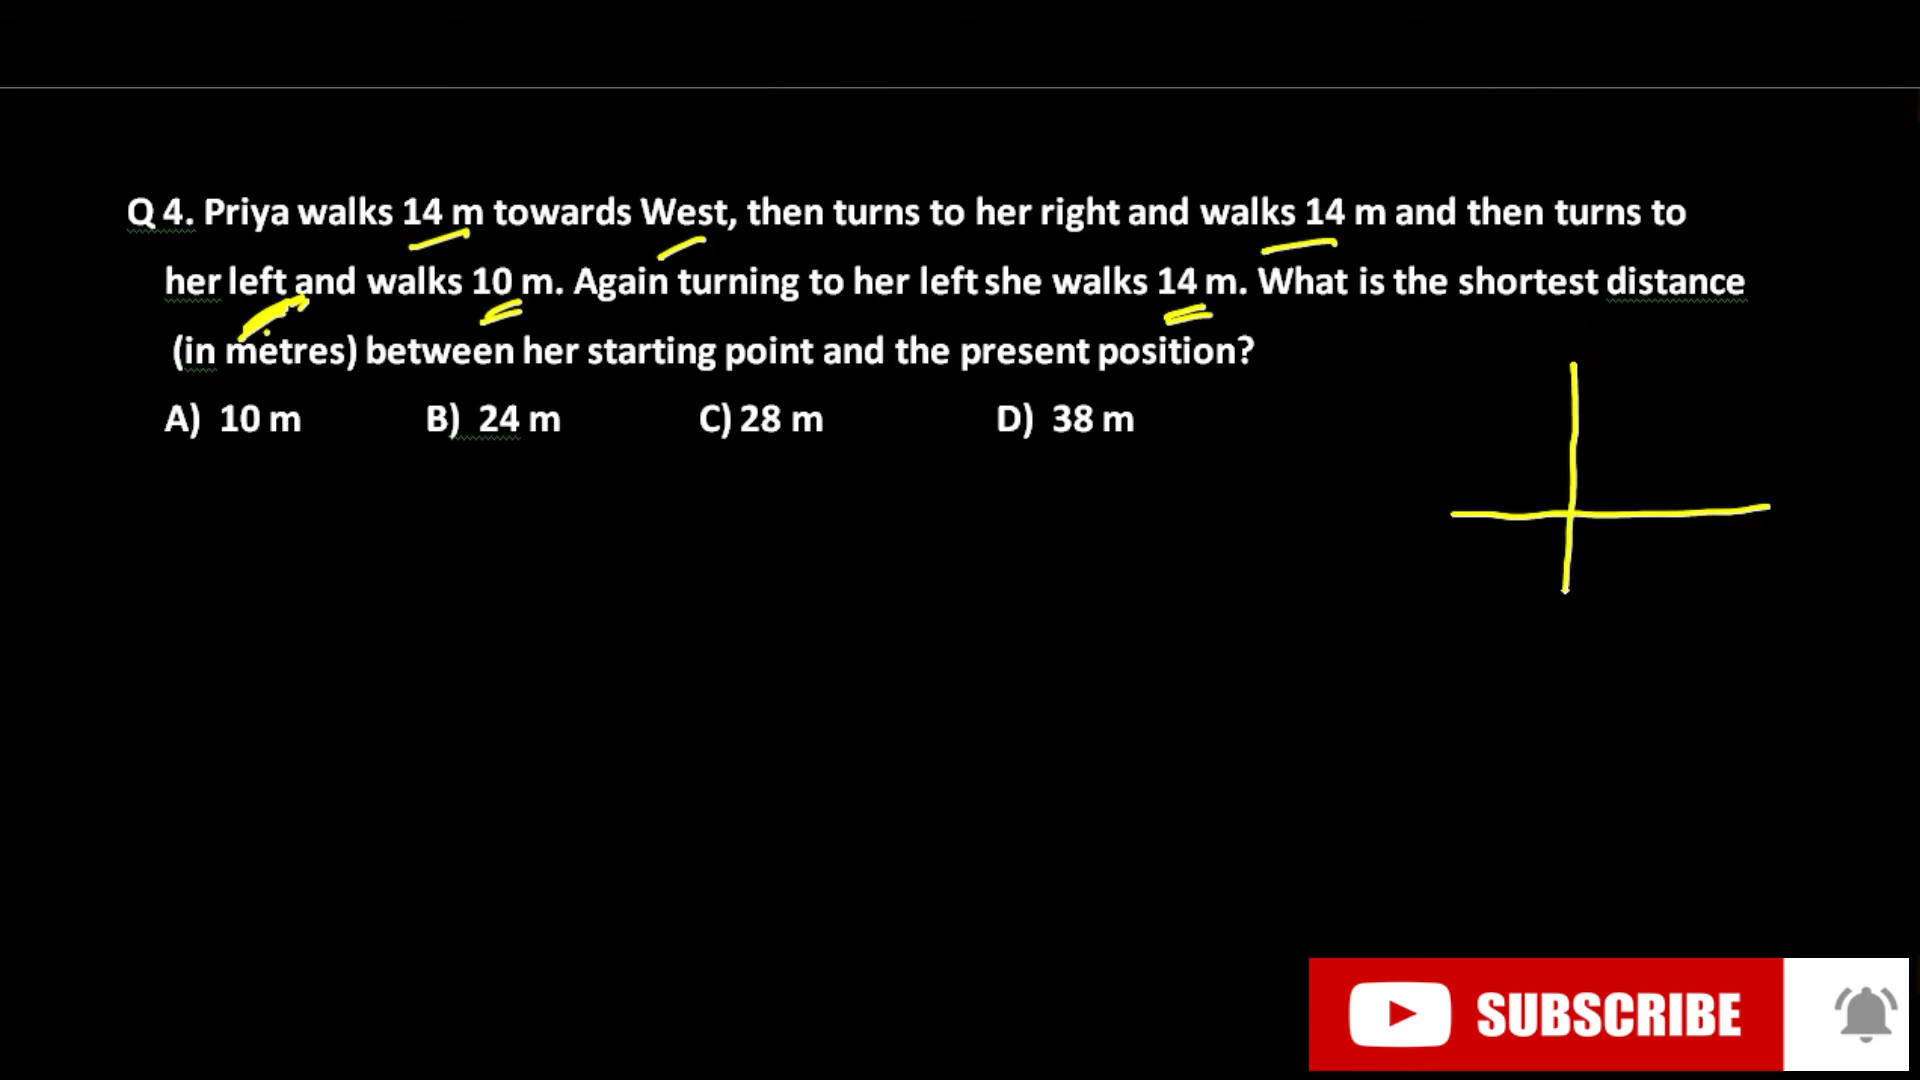 Q 4. Priya walks 14 m towards West, then turns to her right and walks 14 m and then turns to
her left and walks 10 m. Again turning to her left she walks 14 m. What is the shortest distance
(in metres) between her starting point and the present position?
A) 10 m B) 24 m C) 28 m D) 38 m
SUBSCRIBE